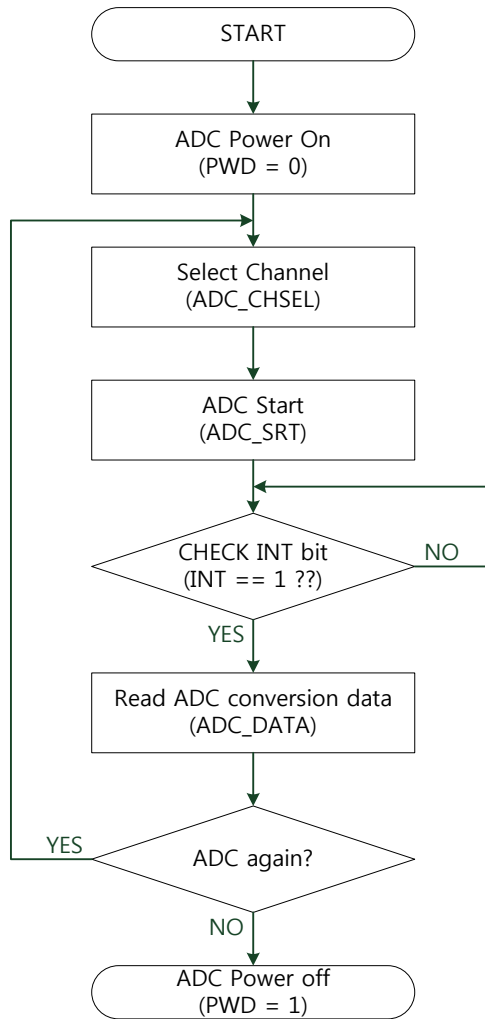 START
ADC Power On
(PWD = 0)
Select Channel
(ADC_CHSEL)
ADC Start
(ADC_SRT)
CHECK INT bit
(INT == 1 ??)
NO
YES
Read ADC conversion data
(ADC_DATA)
YES
ADC again?
NO
ADC Power off
(PWD = 1)